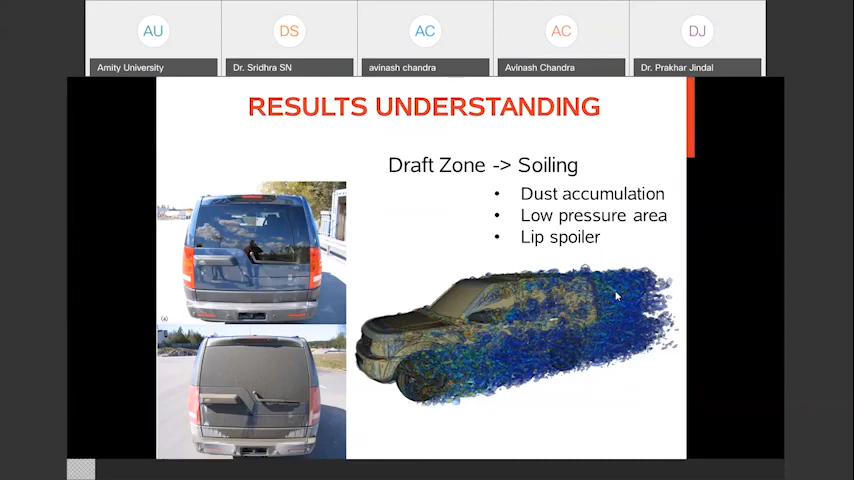 AU
DS
AC
AC
DJ
Amity University
Dr. Sridhra SN
avinash chandra
Avinash Chandra
Dr. Prakhar Jindal
RESULTS UNDERSTANDING
Draft Zone -> Soiling
• Dust accumulation
• Low pressure area
• Lip spoiler
(a)